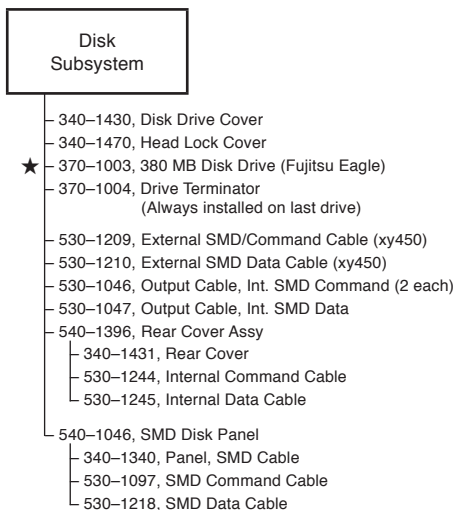 Disk
Subsystem
340–1430, Disk Drive Cover
340–1470, Head Lock Cover
★ 370–1003, 380 MB Disk Drive (Fujitsu Eagle)
370–1004, Drive Terminator
(Always installed on last drive)
530–1209, External SMD/Command Cable (xy450)
530–1210, External SMD Data Cable (xy450)
530–1046, Output Cable, Int. SMD Command (2 each)
530–1047, Output Cable, Int. SMD Data
540–1396, Rear Cover Assy
340–1431, Rear Cover
530–1244, Internal Command Cable
530–1245, Internal Data Cable
540–1046, SMD Disk Panel
340–1340, Panel, SMD Cable
530–1097, SMD Command Cable
530–1218, SMD Data Cable